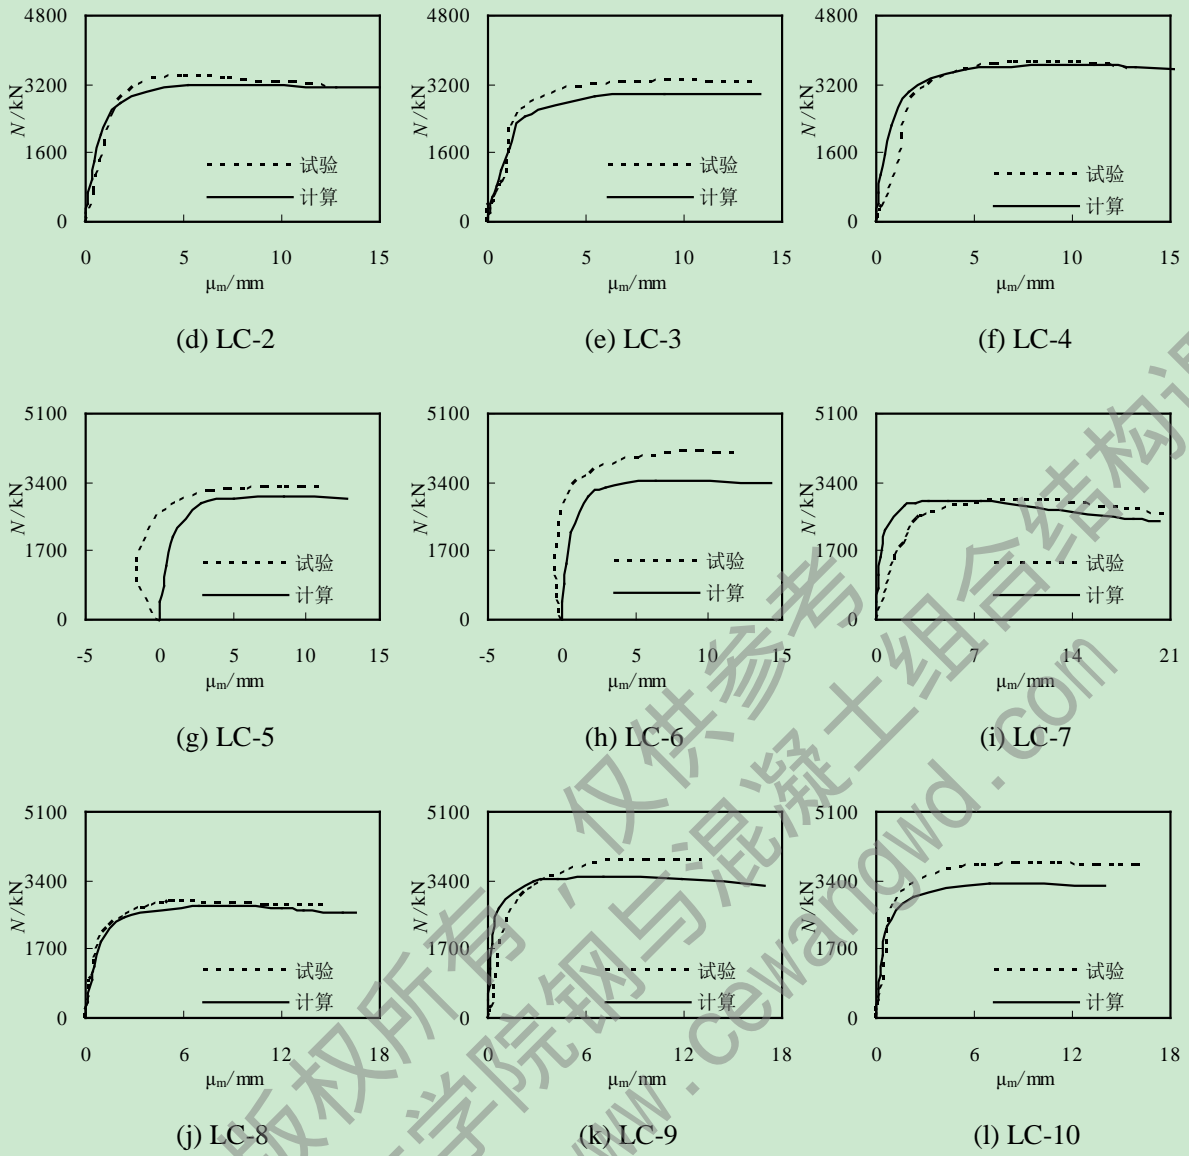 4800 4800 4800
3200 3200 3200
N/kN N/kN N/kN
1600 1600 1600
试验 试验 试验
计算 计算 计算
0 0 0
0 5 10 15 0 5 10 15 0 5 10 15
μm/mm μm/mm μm/mm
(d) LC-2 (e) LC-3 (f) LC-4
5100 5100 5100
3400 3400 3400
N/kN N/kN N/kN
1700 1700 1700
试验 试验 试验
计算 计算 计算
0 0 0
-5 0 5 10 15 -5 0 5 10 15 0 7 14 21
μm/mm μm/mm μm/mm
(g) LC-5 (h) LC-6 (i) LC-7
5100 5100 5100
3400 3400 3400
N/kN N/kN N/kN
1700 1700 1700
试验 试验 试验
计算 计算 计算
0 0 0
0 6 12 18 0 6 12 18 0 6 12 18
μm/mm μm/mm μm/mm
(j) LC-8 (k) LC-9 (l) LC-10
版权所有，仅供参考
学院钢与混凝土组合结构课
www.cewangwd.com